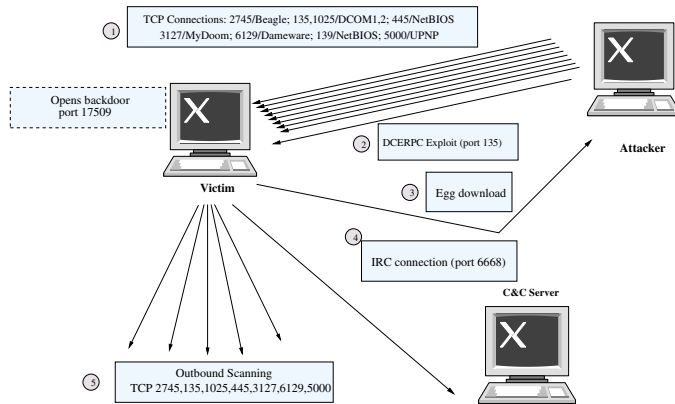 1
TCP Connections: 2745/Beagle; 135,1025/DCOM1,2; 445/NetBIOS
3127/MyDoom; 6129/Dameware; 139/NetBIOS; 5000/UPNP
X
Opens backdoor
port 17509
X
Attacker
2
DCERPC Exploit (port 135)
Victim
3
Egg download
4
IRC connection (port 6668)
C&C Server
X
5
Outbound Scanning
TCP 2745,135,1025,445,3127,6129,5000